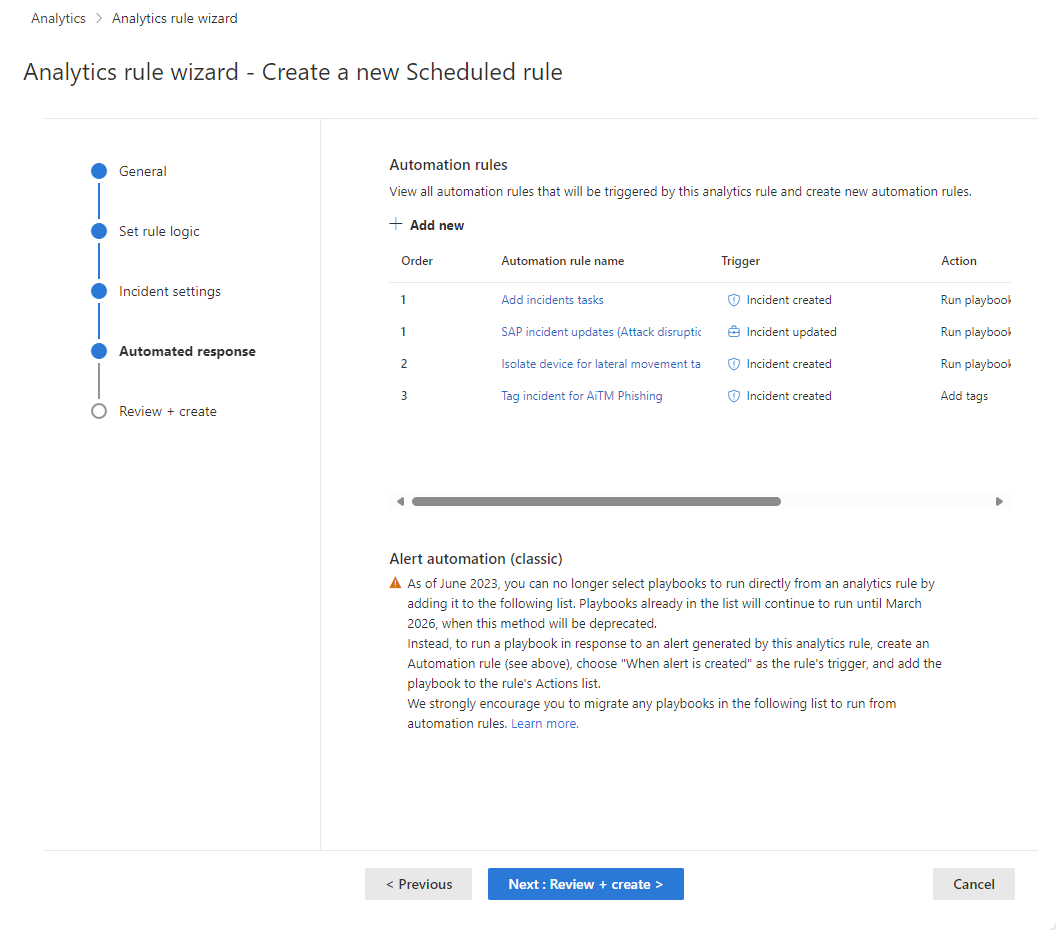 Analytics > Analytics rule wizard
Analytics rule wizard - Create a new Scheduled rule
General
Set rule logic
Incident settings
Automated response
Review + create
Automation rules
View all automation rules that will be triggered by this analytics rule and create new automation rules.
+ Add new
Order Automation rule name Trigger Action
1 Add incidents tasks Incident created Run playbook
1 SAP incident updates (Attack disruptic Incident updated Run playbook
2 Isolate device for lateral movement ta Incident created Run playbook
3 Tag incident for AiTM Phishing Incident created Add tags
Alert automation (classic)
As of June 2023, you can no longer select playbooks to run directly from an analytics rule by
adding it to the following list. Playbooks already in the list will continue to run until March
2026, when this method will be deprecated.
Instead, to run a playbook in response to an alert generated by this analytics rule, create an
Automation rule (see above), choose "When alert is created" as the rule's trigger, and add the
playbook to the rule's Actions list.
We strongly encourage you to migrate any playbooks in the following list to run from
automation rules. Learn more.
< Previous
Next : Review + create >
Cancel